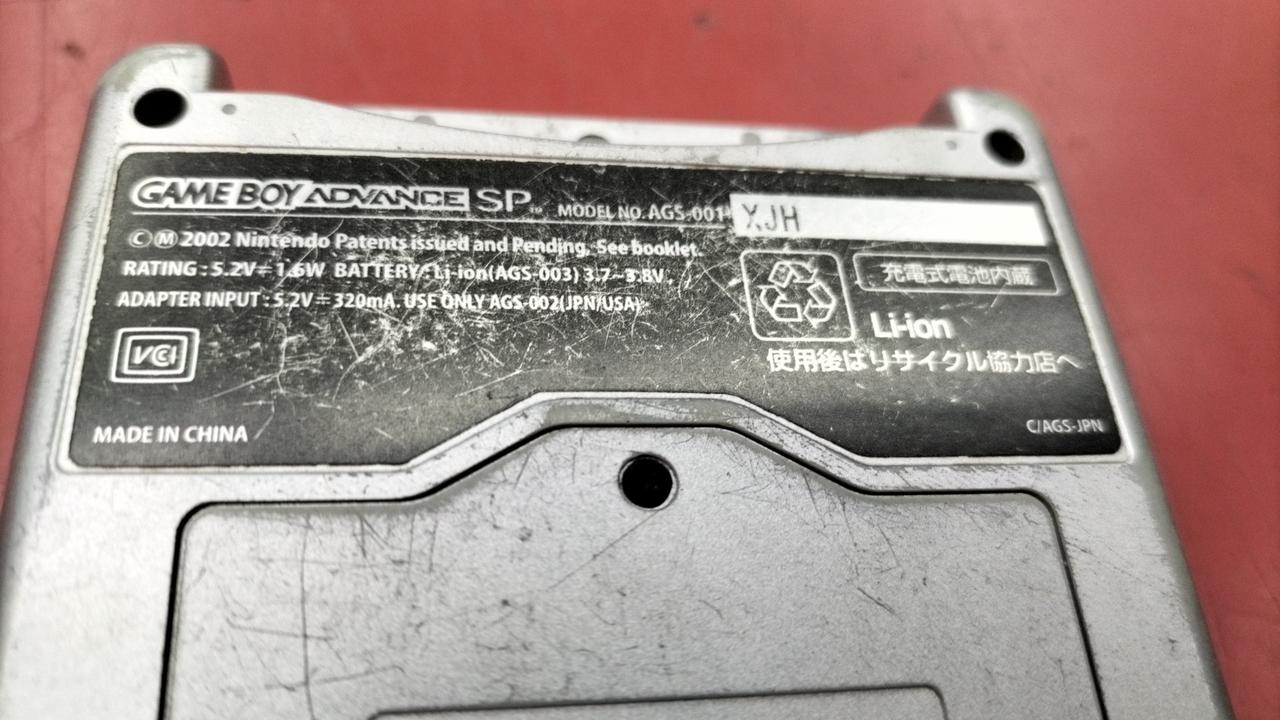 GAME BOY ADVANCE SP™ MODEL NO. AGS-001 XJH
ⒸⓂ 2002 Nintendo Patents issued and Pending, See booklet.
RATING : 5.2V⎓1.6W BATTERY : Li-ion(AGS-003) 3.7~3.8V
ADAPTER INPUT : 5.2V⎓320mA. USE ONLY AGS-002(JPN/USA)
VCI
MADE IN CHINA
充電式電池内蔵
Li-ion
使用後はリサイクル協力店へ
C/AGS-JPN